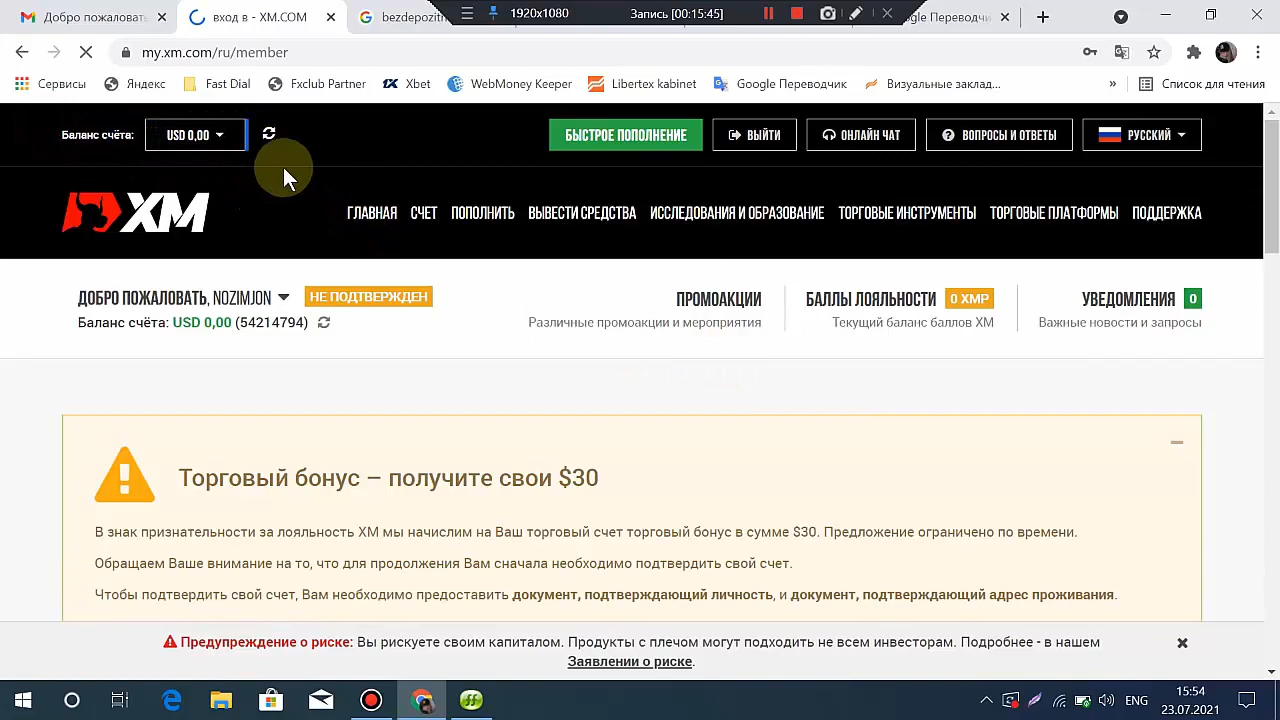 Добро пожаловать
вход в - XM.COM
bezdepozitn
1920x1080
Запись [00:15:45]
gle Переводчи
my.xm.com/ru/member
Сервисы
Яндекс
Fast Dial
Fxclub Partner
Xbet
WebMoney Keeper
Libertex kabinet
Google Переводчик
Визуальные заклад...
»
Список для чтения
Баланс счёта:
USD 0,00
БЫСТРОЕ ПОПОЛНЕНИЕ
ВЫЙТИ
ОНЛАЙН ЧАТ
ВОПРОСЫ И ОТВЕТЫ
РУССКИЙ
XM
ГЛАВНАЯ
СЧЕТ
ПОПОЛНИТЬ
ВЫВЕСТИ СРЕДСТВА
ИССЛЕДОВАНИЯ И ОБРАЗОВАНИЕ
ТОРГОВЫЕ ИНСТРУМЕНТЫ
ТОРГОВЫЕ ПЛАТФОРМЫ
ПОДДЕРЖКА
ДОБРО ПОЖАЛОВАТЬ, NOZIMJON
НЕ ПОДТВЕРЖДЕН
Баланс счёта: USD 0,00 (54214794)
ПРОМОАКЦИИ
Различные промоакции и мероприятия
БАЛЛЫ ЛОЯЛЬНОСТИ 0 XMP
Текущий баланс баллов XM
УВЕДОМЛЕНИЯ 0
Важные новости и запросы
Торговый бонус – получите свои $30
В знак признательности за лояльность XM мы начислим на Ваш торговый счет торговый бонус в сумме $30. Предложение ограничено по времени.
Обращаем Ваше внимание на то, что для продолжения Вам сначала необходимо подтвердить свой счет.
Чтобы подтвердить свой счет, Вам необходимо предоставить документ, подтверждающий личность, и документ, подтверждающий адрес проживания.
Предупреждение о риске: Вы рискуете своим капиталом. Продукты с плечом могут подходить не всем инвесторам. Подробнее - в нашем
Заявлении о риске.
ENG
15:54
23.07.2021